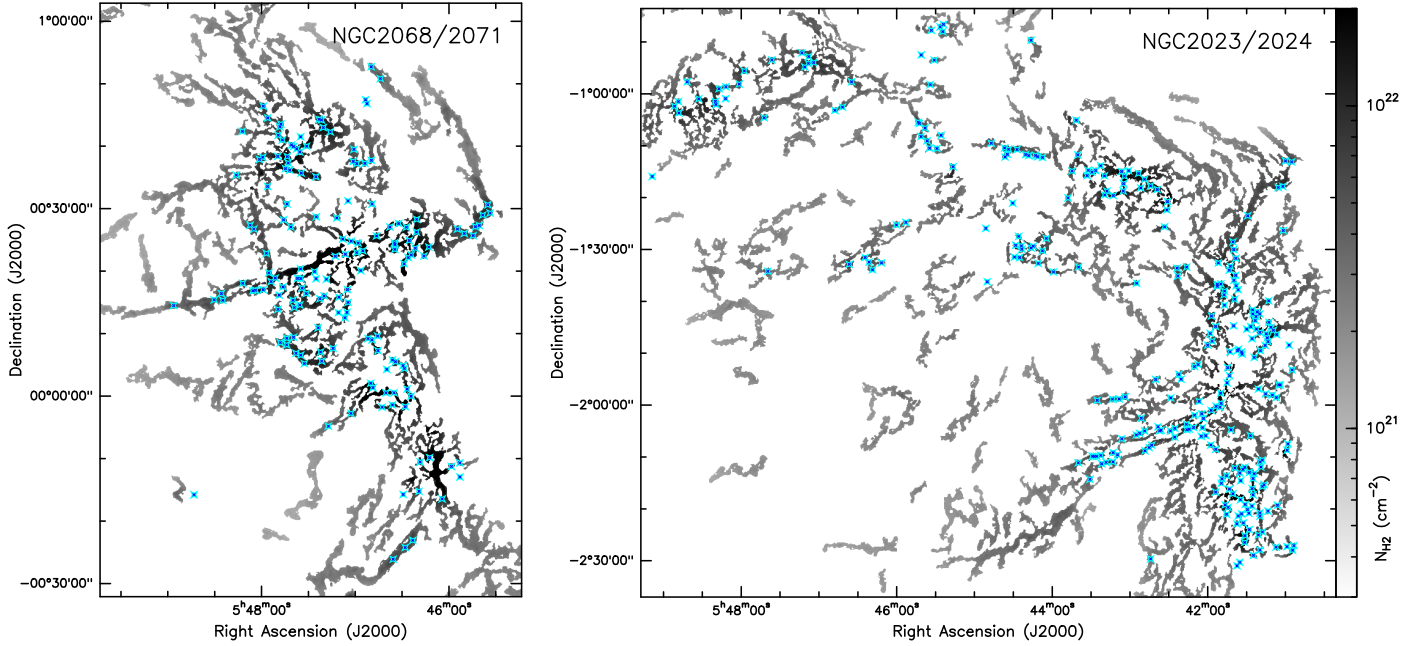 NGC2068/2071
1°00'00"
00°30'00"
00°00'00"
−00°30'00"
Declination (J2000)
5ʰ48ᵐ00ˢ
46ᵐ00ˢ
Right Ascension (J2000)
NGC2023/2024
−1°00'00"
−1°30'00"
−2°00'00"
−2°30'00"
Declination (J2000)
5ʰ48ᵐ00ˢ
46ᵐ00ˢ
44ᵐ00ˢ
42ᵐ00ˢ
Right Ascension (J2000)
10²²
10²¹
N_H2 (cm⁻²)